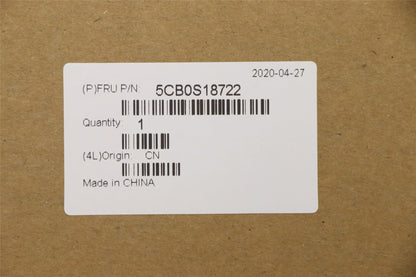 2020-04-27
(P)FRU P/N: 5CB0S18722
Quantity: 1
(4L)Origin: CN
Made in CHINA